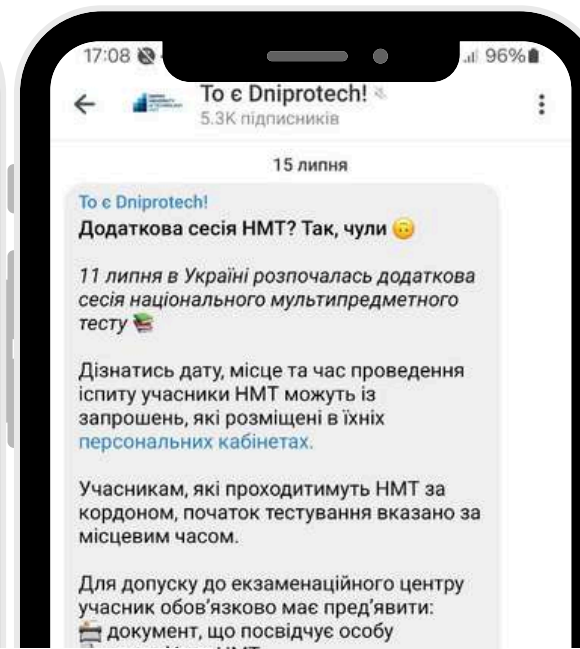 17:08
96%
То є Dniprotech!
5.3K підписників
15 липня
То є Dniprotech!
Додаткова сесія НМТ? Так, чули 🙃
11 липня в Україні розпочалась додаткова
сесія національного мультипредметного
тесту 📚
Дізнатись дату, місце та час проведення
іспиту учасники НМТ можуть із
запрошень, які розміщені в їхніх
персональних кабінетах.
Учасникам, які проходитимуть НМТ за
кордоном, початок тестування вказано за
місцевим часом.
Для допуску до екзаменаційного центру
учасник обов’язково має пред’явити:
документ, що посвідчує особу